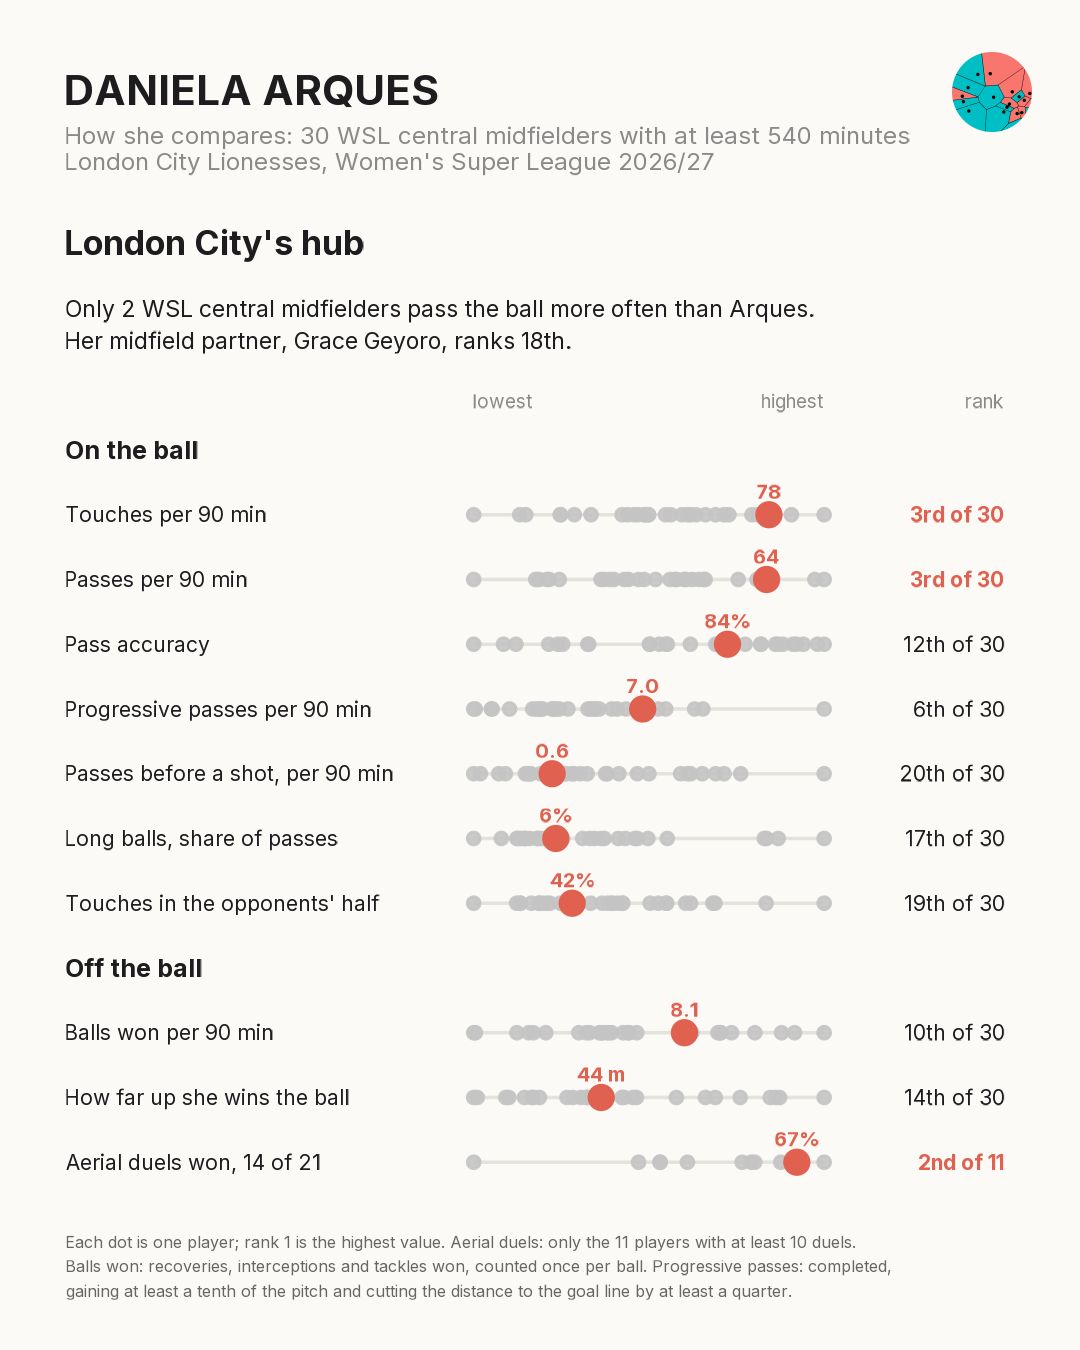 DANIELA ARQUES
How she compares: 30 WSL central midfielders with at least 540 minutes
London City Lionesses, Women's Super League 2026/27
London City's hub
Only 2 WSL central midfielders pass the ball more often than Arques.
Her midfield partner, Grace Geyoro, ranks 18th.
lowest highest rank
On the ball
78
Touches per 90 min 3rd of 30
64
Passes per 90 min 3rd of 30
84%
Pass accuracy 12th of 30
7.0
Progressive passes per 90 min 6th of 30
0.6
Passes before a shot, per 90 min 20th of 30
6%
Long balls, share of passes 17th of 30
42%
Touches in the opponents' half 19th of 30
Off the ball
8.1
Balls won per 90 min 10th of 30
44 m
How far up she wins the ball 14th of 30
67%
Aerial duels won, 14 of 21 2nd of 11
Each dot is one player; rank 1 is the highest value. Aerial duels: only the 11 players with at least 10 duels.
Balls won: recoveries, interceptions and tackles won, counted once per ball. Progressive passes: completed,
gaining at least a tenth of the pitch and cutting the distance to the goal line by at least a quarter.